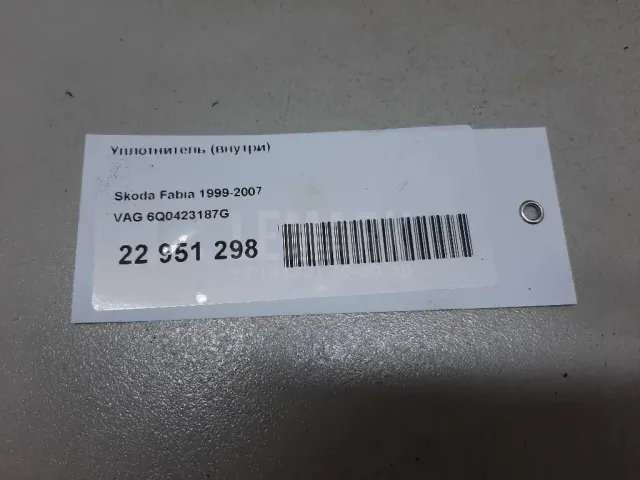 Уплотнитель (внутри)
Skoda Fabia 1999-2007
VAG 6Q0423187G
22 951 298